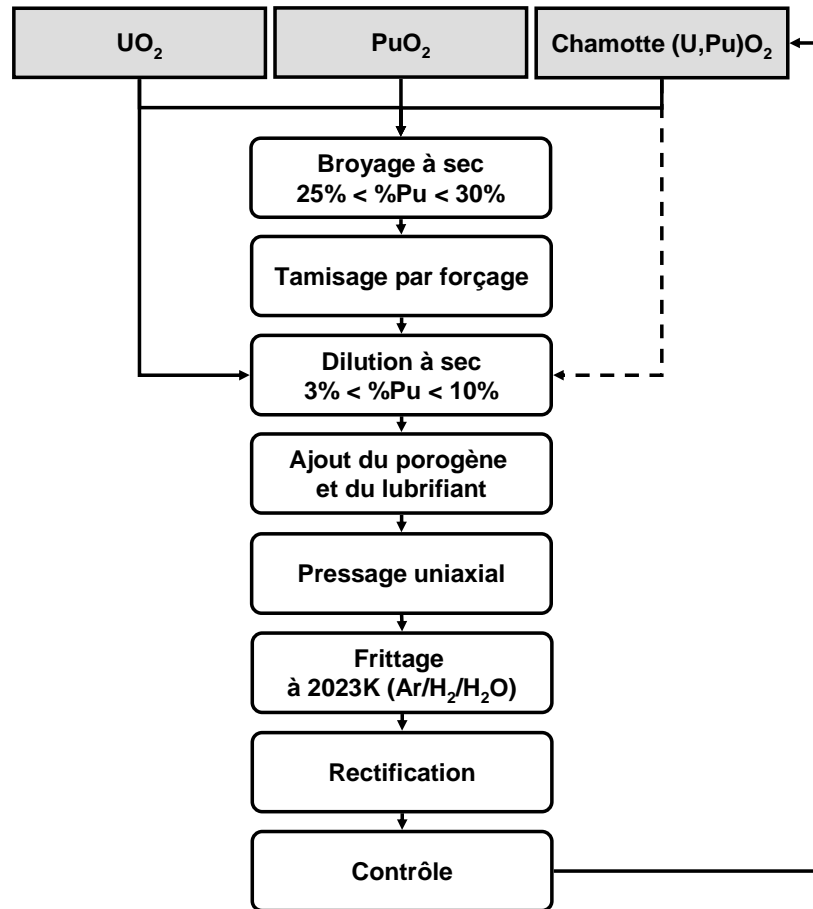 UO₂
PuO₂
Chamotte (U,Pu)O₂
Broyage à sec
25% < %Pu < 30%
Tamisage par forçage
Dilution à sec
3% < %Pu < 10%
Ajout du porogène
et du lubrifiant
Pressage uniaxial
Frittage
à 2023K (Ar/H₂/H₂O)
Rectification
Contrôle